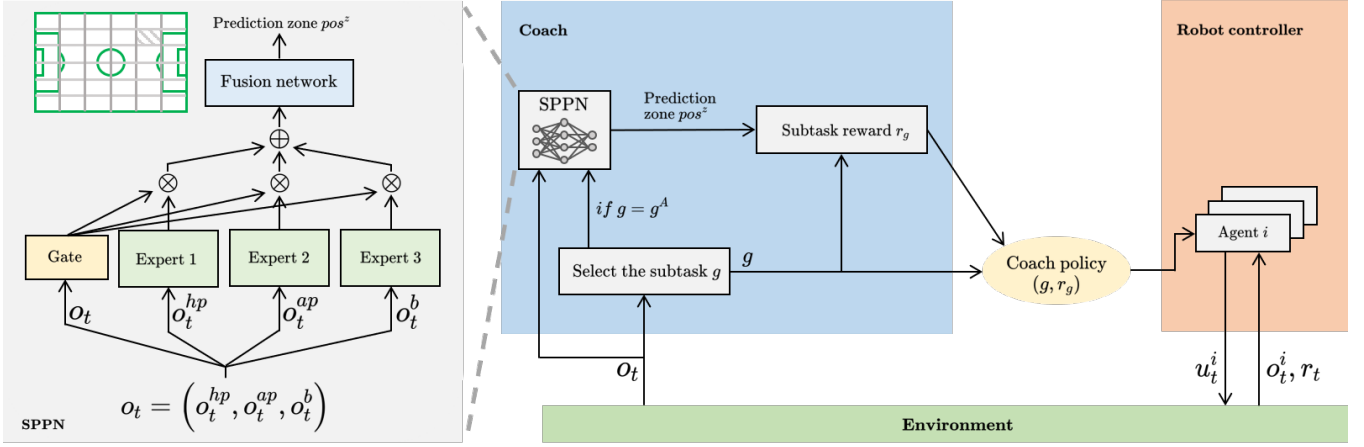 Prediction zone pos^z
Fusion network
⊕
⊗ ⊗ ⊗
Gate
Expert 1
Expert 2
Expert 3
o_t
o_t^{hp}
o_t^{ap}
o_t^b
o_t = (o_t^{hp}, o_t^{ap}, o_t^b)
SPPN
Coach
SPPN
Prediction
zone pos^z
Subtask reward r_g
if g = g^A
Select the subtask g
g
o_t
Coach policy
(g, r_g)
Robot controller
Agent i
u_t^i
o_t^i, r_t
Environment